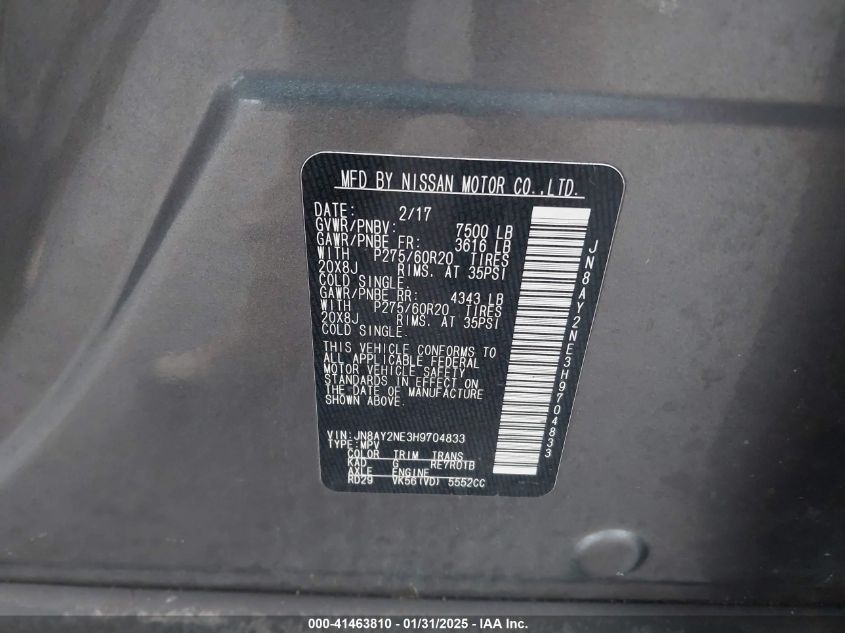 MFD BY NISSAN MOTOR CO.,LTD.
DATE: 2/17
GVWR/PNBV: 7500 LB
GAWR/PNBE FR: 3616 LB
WITH P275/60R20 TIRES
20X8J RIMS. AT 35PSI
COLD SINGLE.
GAWR/PNBE RR: 4343 LB
WITH P275/60R20 TIRES
20X8J RIMS. AT 35PSI
COLD SINGLE.
THIS VEHICLE CONFORMS TO
ALL APPLICABLE FEDERAL
MOTOR VEHICLE SAFETY
STANDARDS IN EFFECT ON
THE DATE OF MANUFACTURE
SHOWN ABOVE.
VIN:JN8AY2NE3H9704833
TYPE:MPV
COLOR TRIM TRANS
KAD G RE7R01B
AXLE ENGINE
RD29 VK56(VD) 5552CC
JN8AY2NE3H9704833
000-41463810 - 01/31/2025 - IAA Inc.